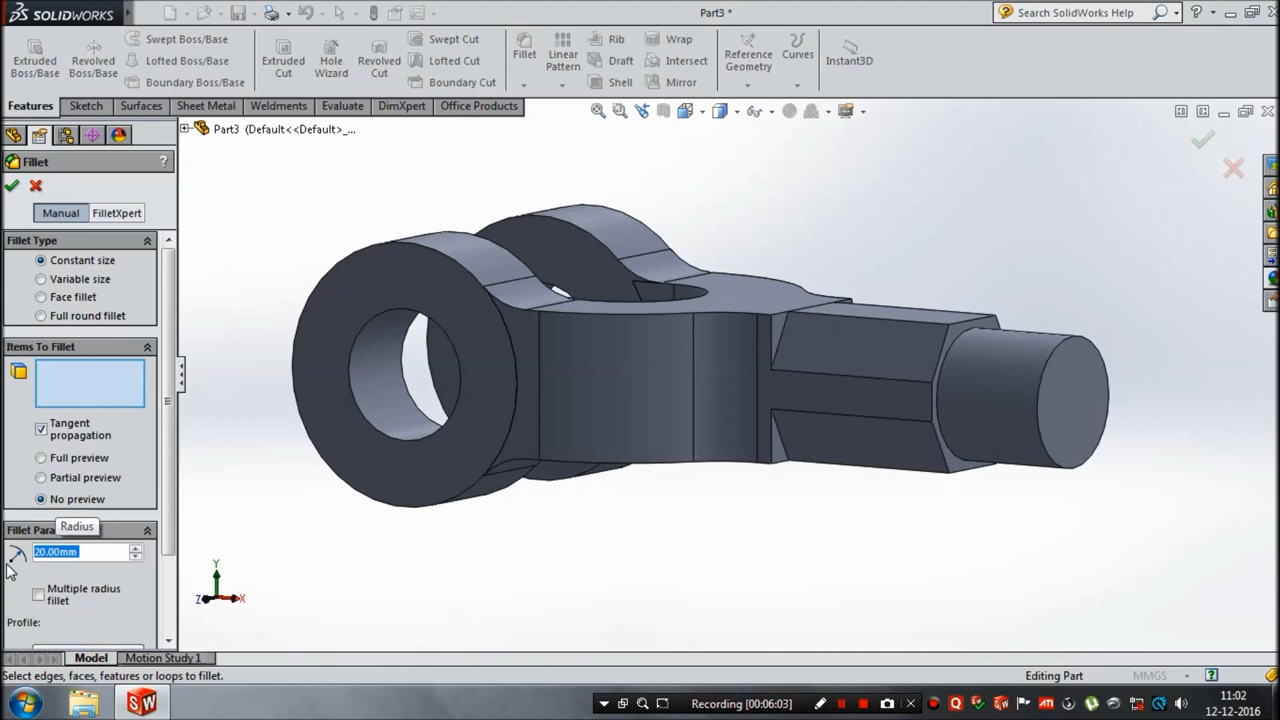 SOLIDWORKS
Part3 *
Search SolidWorks Help
Extruded Boss/Base
Revolved Boss/Base
Swept Boss/Base
Lofted Boss/Base
Boundary Boss/Base
Extruded Cut
Hole Wizard
Revolved Cut
Swept Cut
Lofted Cut
Boundary Cut
Fillet
Linear Pattern
Rib
Draft
Shell
Wrap
Intersect
Mirror
Reference Geometry
Curves
Instant3D
Features
Sketch
Surfaces
Sheet Metal
Weldments
Evaluate
DimXpert
Office Products
Part3 (Default<<Default>_...
Fillet
?
Manual
FilletXpert
Fillet Type
Constant size
Variable size
Face fillet
Full round fillet
Items To Fillet
Tangent
propagation
Full preview
Partial preview
No preview
Fillet Para
Radius
20.00mm
Multiple radius
fillet
Profile:
Y
Z
X
Model
Motion Study 1
Select edges, faces, features or loops to fillet.
Editing Part
MMGS
Recording [00:06:03]
11:02
12-12-2016